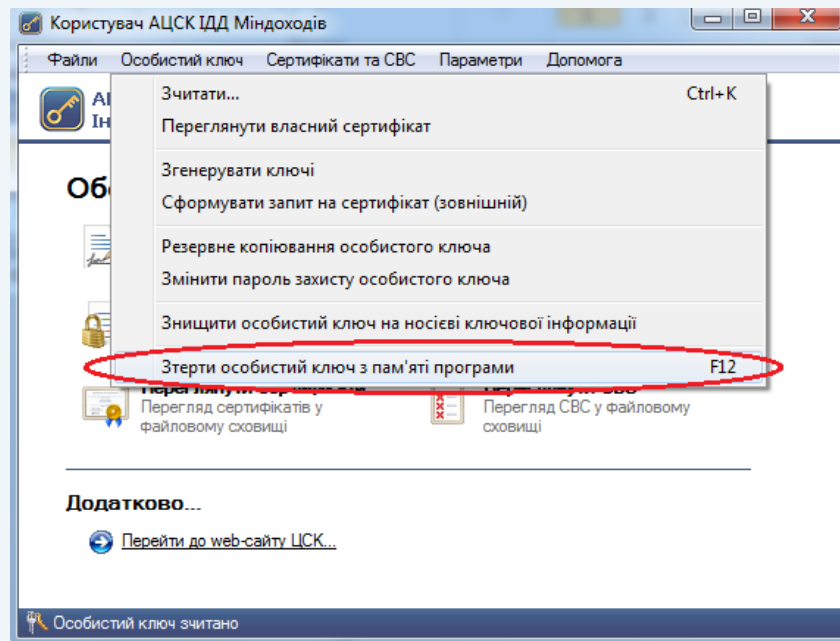 Користувач АЦСК ІДД Міндоходів
Файли Особистий ключ Сертифікати та СВС Параметри Допомога
Зчитати... Ctrl+K
Переглянути власний сертифікат
Згенерувати ключі
Сформувати запит на сертифікат (зовнішній)
Резервне копіювання особистого ключа
Змінити пароль захисту особистого ключа
Знищити особистий ключ на носієві ключової інформації
Зтерти особистий ключ з пам'яті програми F12
Перегляд сертифікатів у файловому сховищі
Перегляд СВС у файловому сховищі
Додатково...
Перейти до web-сайту ЦСК...
Особистий ключ зчитано